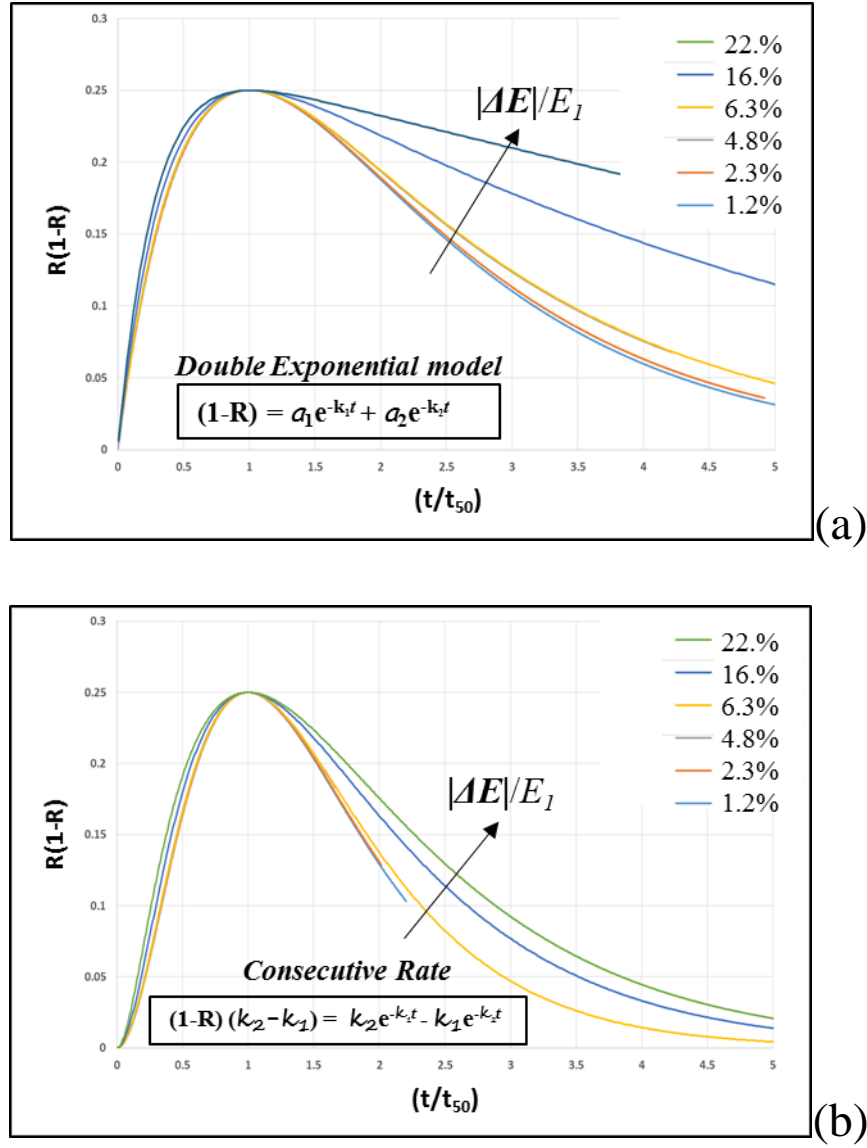 0.3
0.25
0.2
0.15
0.1
0.05
0
R(1-R)
22.%
16.%
6.3%
4.8%
2.3%
1.2%
|ΔE|/E₁
Double Exponential model
(1-R) = a₁e^-k₁t + a₂e^-k₂t
0 0.5 1 1.5 2 2.5 3 3.5 4 4.5 5
(t/t₅₀)
(a)
0.3
0.25
0.2
0.15
0.1
0.05
0
R(1-R)
22.%
16.%
6.3%
4.8%
2.3%
1.2%
|ΔE|/E₁
Consecutive Rate
(1-R) (k₂-k₁) = k₂e^-k₁t - k₁e^-k₂t
0 0.5 1 1.5 2 2.5 3 3.5 4 4.5 5
(t/t₅₀)
(b)